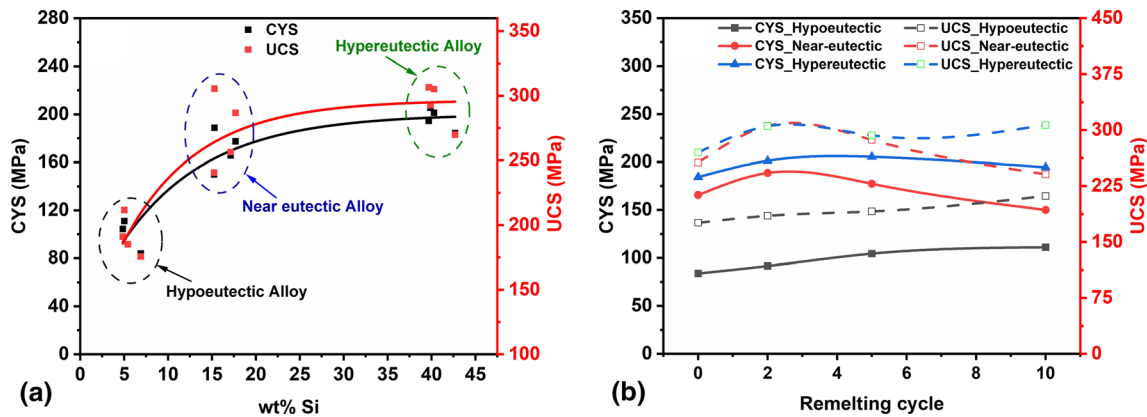 CYS
UCS
Hypereutectic Alloy
Near eutectic Alloy
Hypoeutectic Alloy
CYS (MPa)
0
40
80
120
160
200
240
280
UCS (MPa)
100
150
200
250
300
350
0
5
10
15
20
25
30
35
40
45
wt% Si
(a)
CYS_Hypoeutectic
UCS_Hypoeutectic
CYS_Near-eutectic
UCS_Near-eutectic
CYS_Hypereutectic
UCS_Hypereutectic
CYS (MPa)
0
50
100
150
200
250
300
350
UCS (MPa)
0
75
150
225
300
375
450
0
2
4
6
8
10
Remelting cycle
(b)